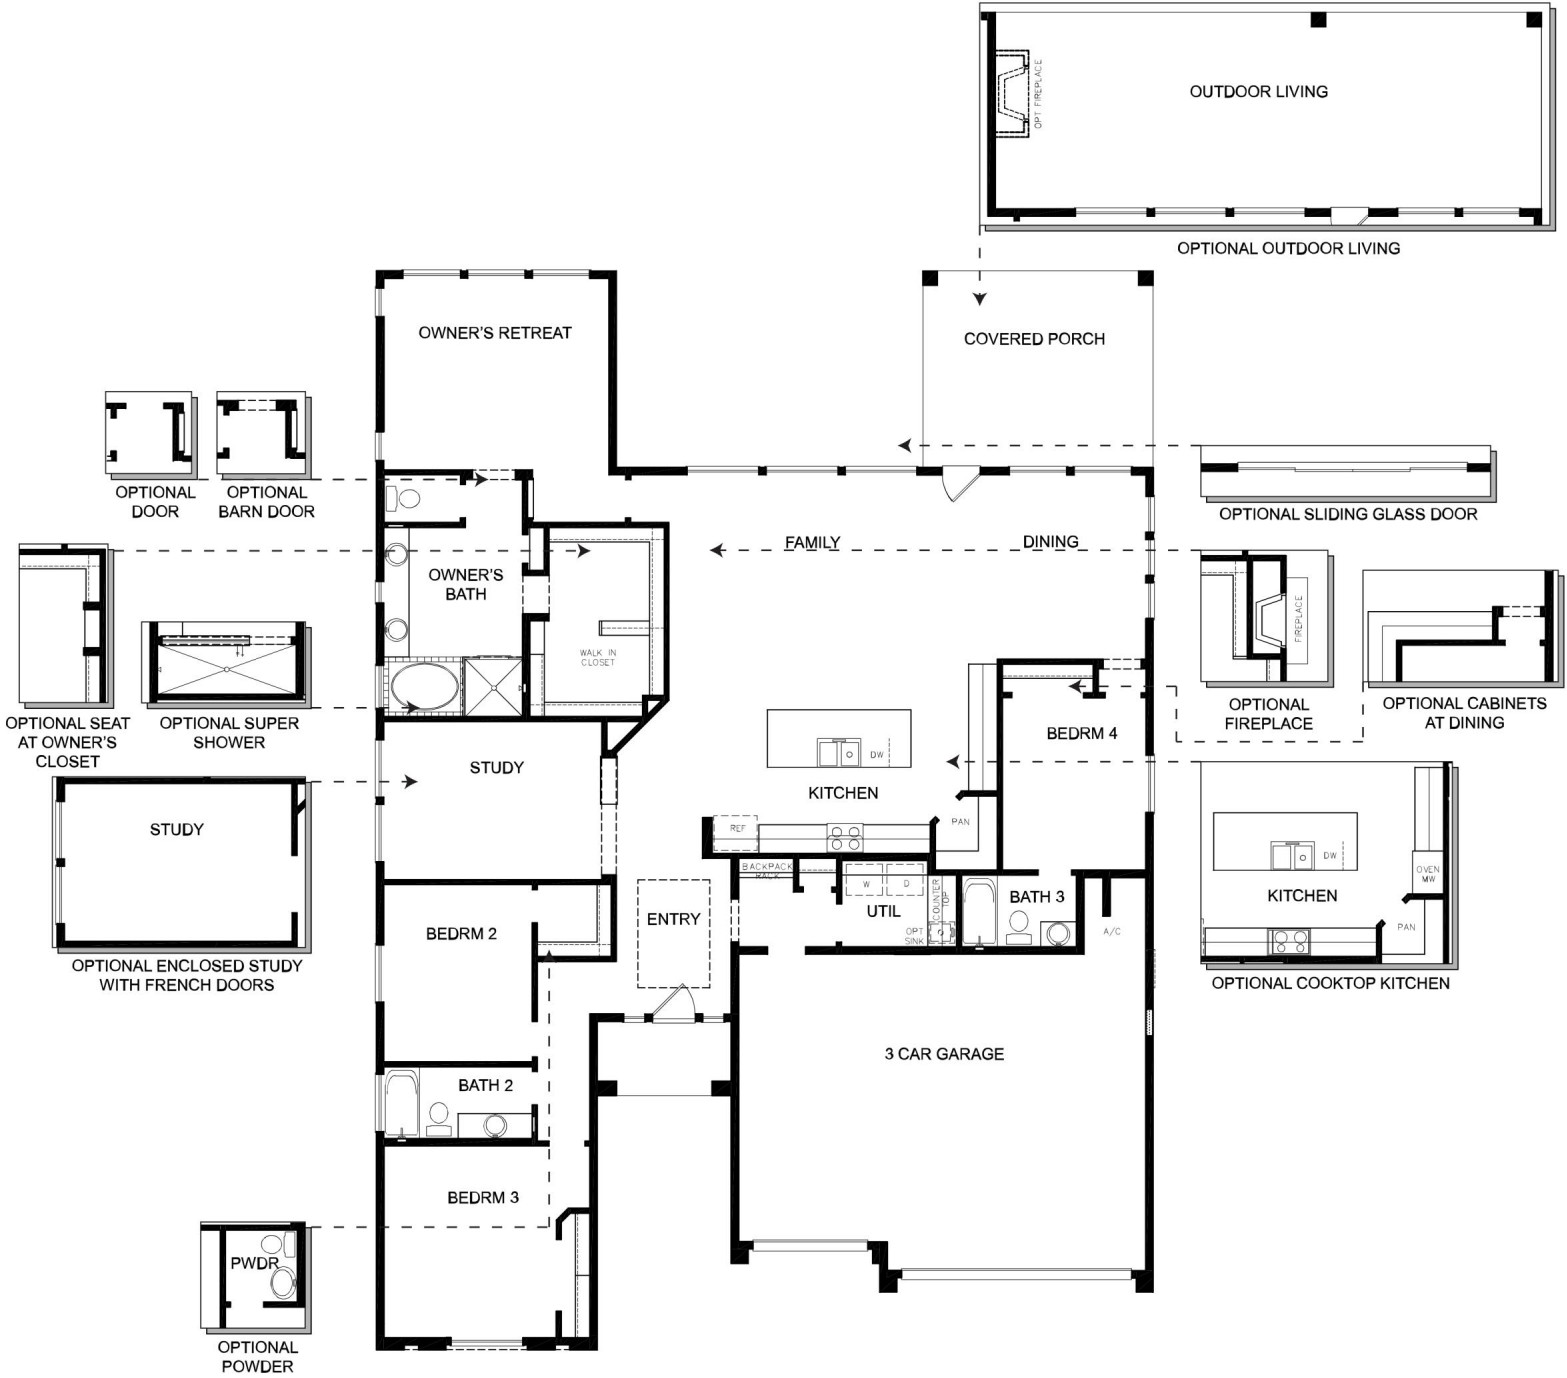 OUTDOOR LIVING
OPT FIREPLACE
OPTIONAL OUTDOOR LIVING
OWNER'S RETREAT
COVERED PORCH
OPTIONAL
DOOR
OPTIONAL
BARN DOOR
OPTIONAL SLIDING GLASS DOOR
FAMILY
DINING
OWNER'S
BATH
WALK IN
CLOSET
FIREPLACE
OPTIONAL SEAT
AT OWNER'S
CLOSET
OPTIONAL SUPER
SHOWER
OPTIONAL
FIREPLACE
OPTIONAL CABINETS
AT DINING
STUDY
BEDRM 4
DW
KITCHEN
STUDY
REF
PAN
OPTIONAL ENCLOSED STUDY
WITH FRENCH DOORS
DW
OVEN
MW
KITCHEN
PAN
OPTIONAL COOKTOP KITCHEN
BACKPACK
RACK
W
D
COUNTER
TOP
UTIL
OPT
SINK
BATH 3
A/C
ENTRY
BEDRM 2
3 CAR GARAGE
BATH 2
BEDRM 3
PWDR
OPTIONAL
POWDER